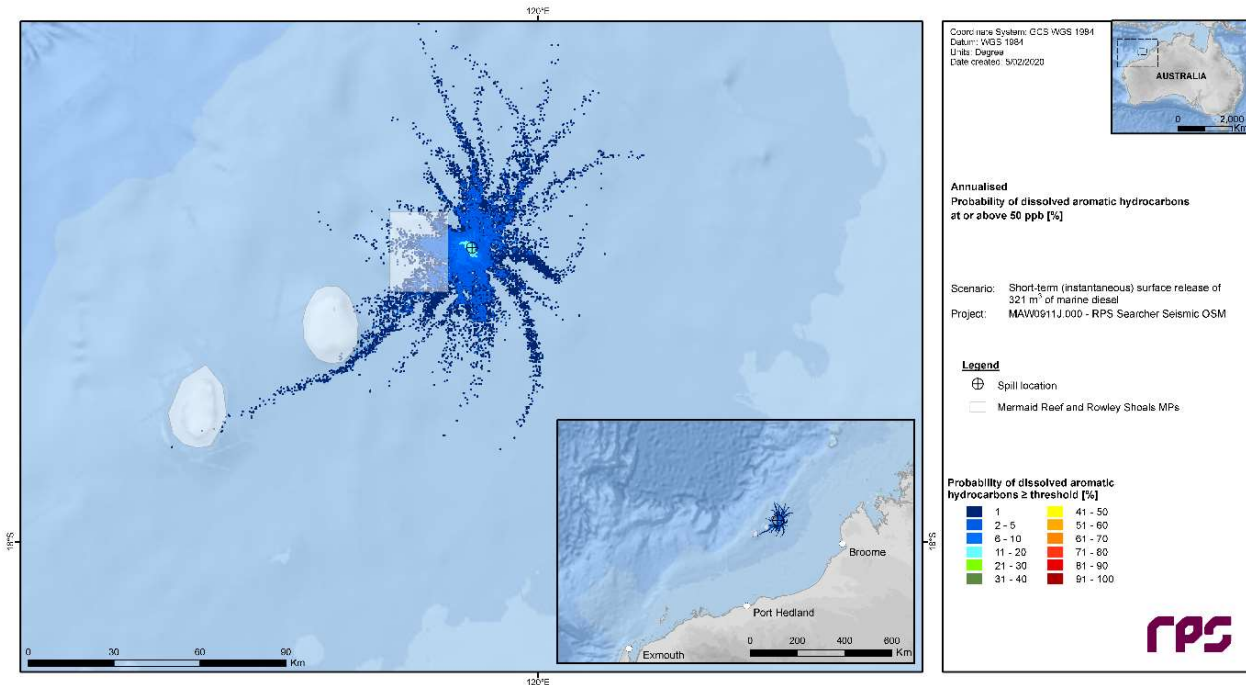 120°E
Coordinate System: GCS WGS 1984
Datum: WGS 1984
Units: Degree
Date created: 5/02/2020
AUSTRALIA
0 2,000
Km
Annualised
Probability of dissolved aromatic hydrocarbons
at or above 50 ppb [%]
Scenario: Short-term (instantaneous) surface release of
321 m³ of marine diesel
Project: MAW0911J.000 - RPS Searcher Seismic OSM
Legend
Spill location
Mermaid Reef and Rowley Shoals MPs
Probability of dissolved aromatic
hydrocarbons ≥ threshold [%]
1 41 - 50
2 - 5 51 - 60
6 - 10 61 - 70
11 - 20 71 - 80
21 - 30 81 - 90
31 - 40 91 - 100
rps
18°S
18°S
Broome
Port Hedland
Exmouth
0 200 400 600
Km
0 30 60 90
Km
120°E